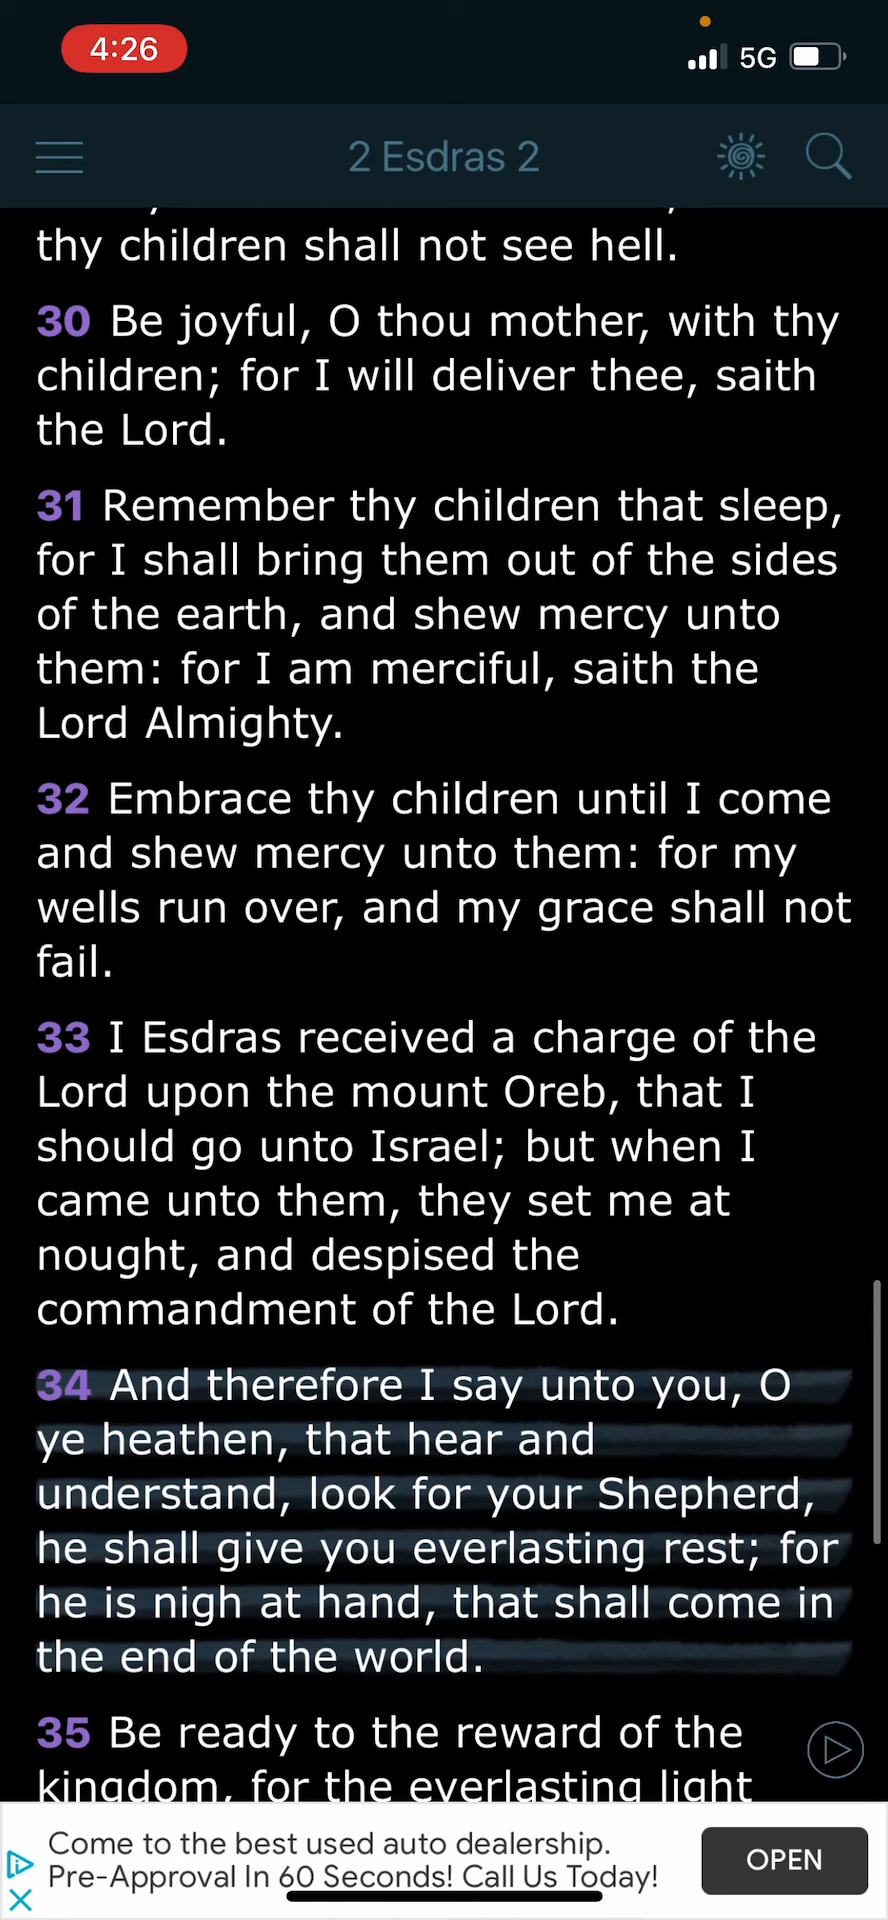 4:26
5G
2 Esdras 2
thy children shall not see hell.
30 Be joyful, O thou mother, with thy
children; for I will deliver thee, saith
the Lord.
31 Remember thy children that sleep,
for I shall bring them out of the sides
of the earth, and shew mercy unto
them: for I am merciful, saith the
Lord Almighty.
32 Embrace thy children until I come
and shew mercy unto them: for my
wells run over, and my grace shall not
fail.
33 I Esdras received a charge of the
Lord upon the mount Oreb, that I
should go unto Israel; but when I
came unto them, they set me at
nought, and despised the
commandment of the Lord.
34 And therefore I say unto you, O
ye heathen, that hear and
understand, look for your Shepherd,
he shall give you everlasting rest; for
he is nigh at hand, that shall come in
the end of the world.
35 Be ready to the reward of the
kingdom, for the everlasting light
Come to the best used auto dealership.
Pre-Approval In 60 Seconds! Call Us Today!
OPEN